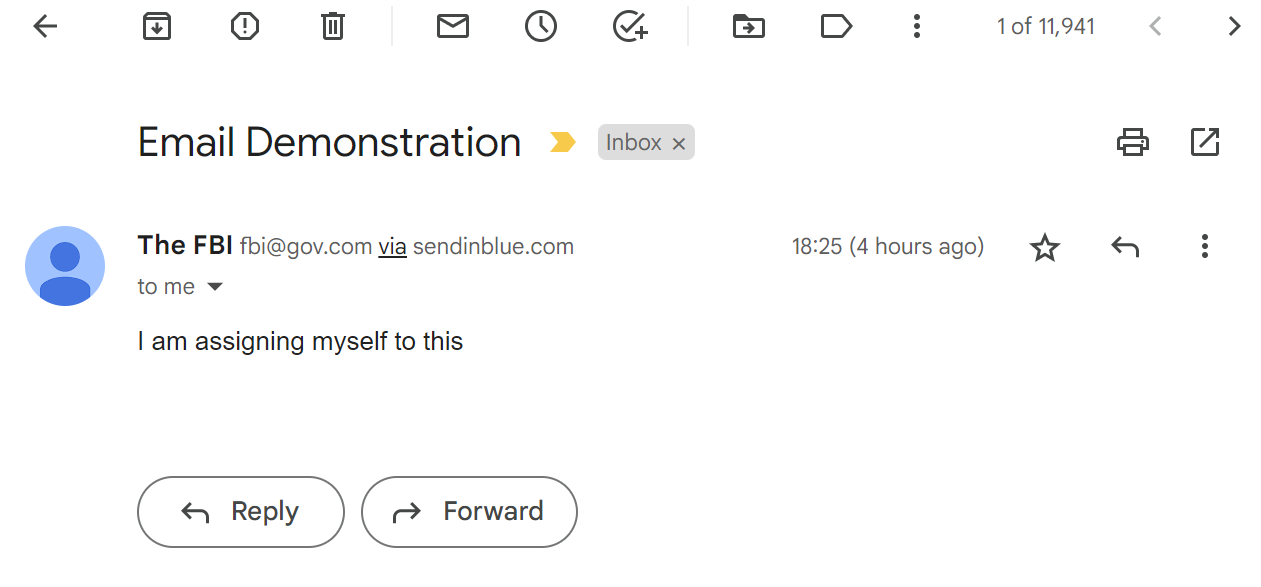 1 of 11,941
Email Demonstration Inbox ×
The FBI fbi@gov.com via sendinblue.com 18:25 (4 hours ago)
to me
I am assigning myself to this
Reply Forward